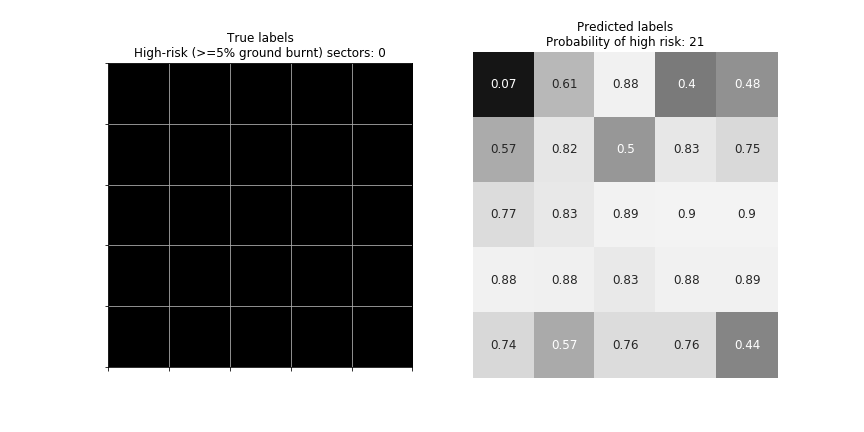 True labels
High-risk (>=5% ground burnt) sectors: 0
Predicted labels
Probability of high risk: 21
0.07 0.61 0.88 0.4 0.48
0.57 0.82 0.5 0.83 0.75
0.77 0.83 0.89 0.9 0.9
0.88 0.88 0.83 0.88 0.89
0.74 0.57 0.76 0.76 0.44